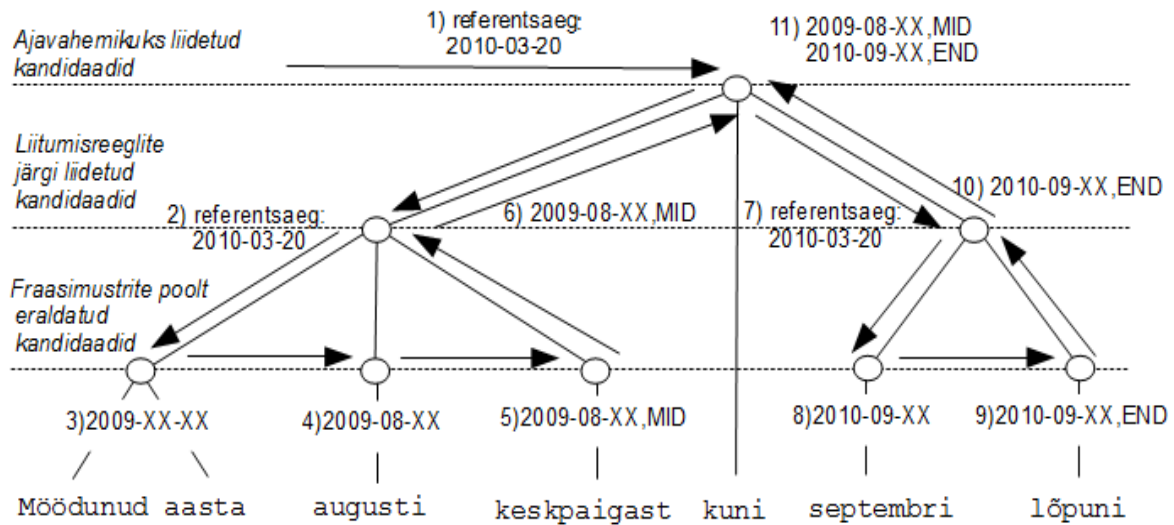 1) referentsaeg:
2010-03-20
11) 2009-08-XX,MID
2010-09-XX,END
Ajavahemikuks liidetud
kandidaadid
Liitumisreeglite
järgi liidetud
kandidaadid
2) referentsaeg:
2010-03-20
6) 2009-08-XX,MID
7) referentsaeg:
2010-03-20
10) 2010-09-XX,END
Fraasimustrite poolt
eraldatud
kandidaadid
3)2009-XX-XX
4)2009-08-XX
5)2009-08-XX,MID
8)2010-09-XX
9)2010-09-XX,END
Möödunud aasta augusti keskpaigast kuni septembri lõpuni